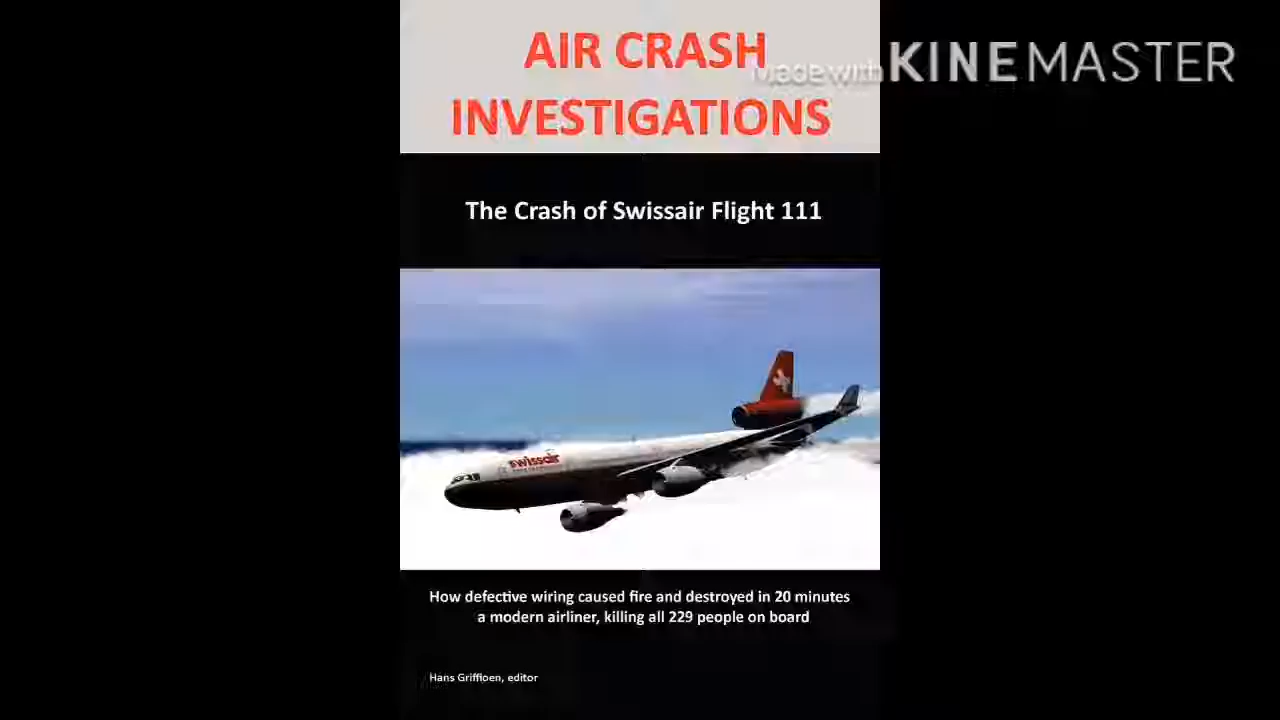 AIR CRASH
INVESTIGATIONS
Made with KINEMASTER
The Crash of Swissair Flight 111
swissair
How defective wiring caused fire and destroyed in 20 minutes
a modern airliner, killing all 229 people on board
Hans Griffioen, editor